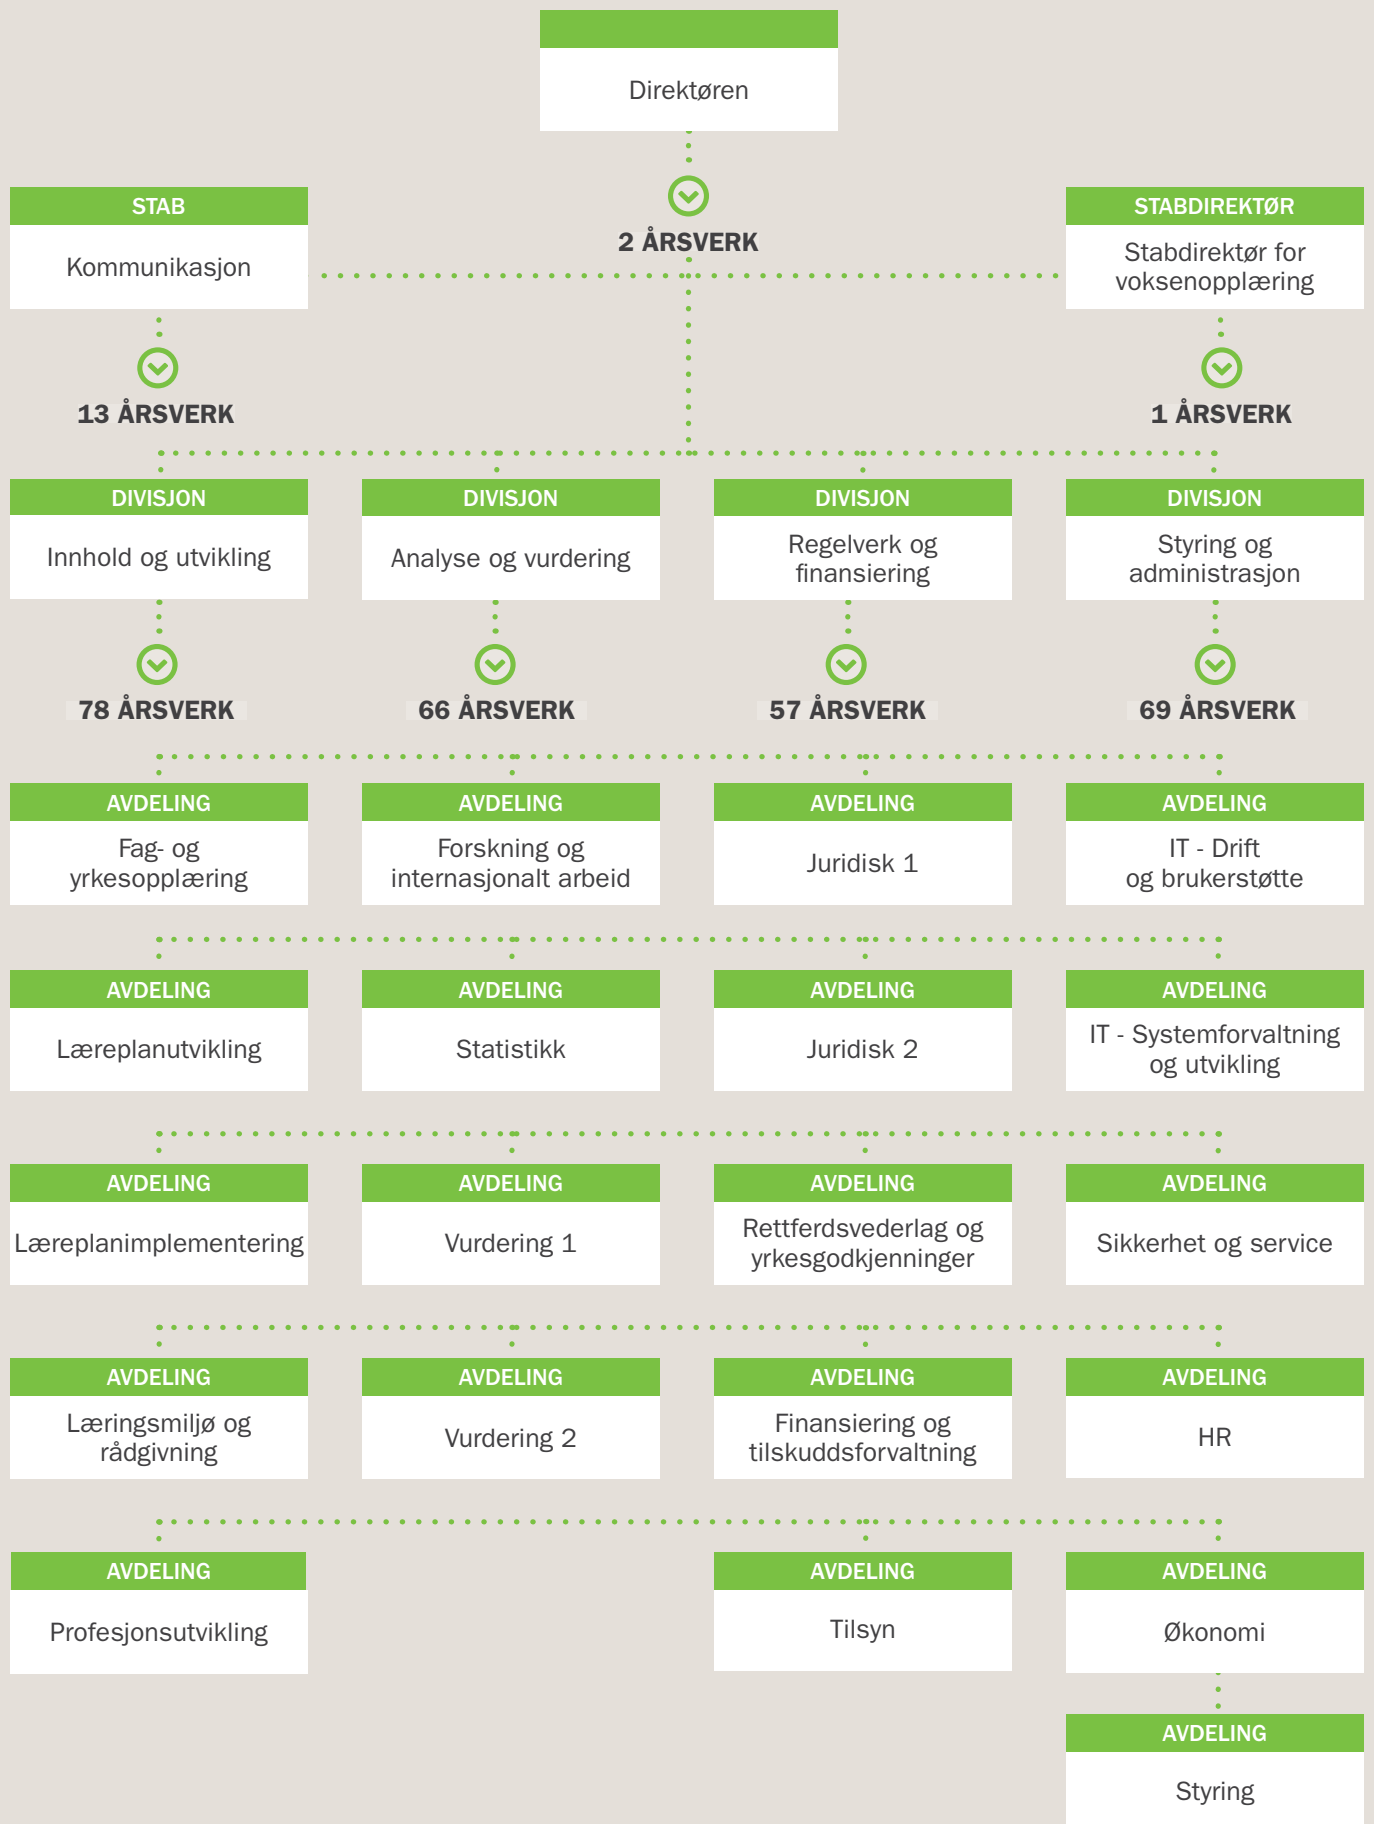 Direktøren
2 ÅRSVERK
STAB
Kommunikasjon
13 ÅRSVERK
STABDIREKTØR
Stabdirektør for
voksenopplæring
1 ÅRSVERK
DIVISJON
Innhold og utvikling
78 ÅRSVERK
DIVISJON
Analyse og vurdering
66 ÅRSVERK
DIVISJON
Regelverk og
finansiering
57 ÅRSVERK
DIVISJON
Styring og
administrasjon
69 ÅRSVERK
AVDELING
Fag- og
yrkesopplæring
AVDELING
Forskning og
internasjonalt arbeid
AVDELING
Juridisk 1
AVDELING
IT - Drift
og brukerstøtte
AVDELING
Læreplanutvikling
AVDELING
Statistikk
AVDELING
Juridisk 2
AVDELING
IT - Systemforvaltning
og utvikling
AVDELING
Læreplanimplementering
AVDELING
Vurdering 1
AVDELING
Rettferdsvederlag og
yrkesgodkjenninger
AVDELING
Sikkerhet og service
AVDELING
Læringsmiljø og
rådgivning
AVDELING
Vurdering 2
AVDELING
Finansiering og
tilskuddsforvaltning
AVDELING
HR
AVDELING
Profesjonsutvikling
AVDELING
Tilsyn
AVDELING
Økonomi
AVDELING
Styring